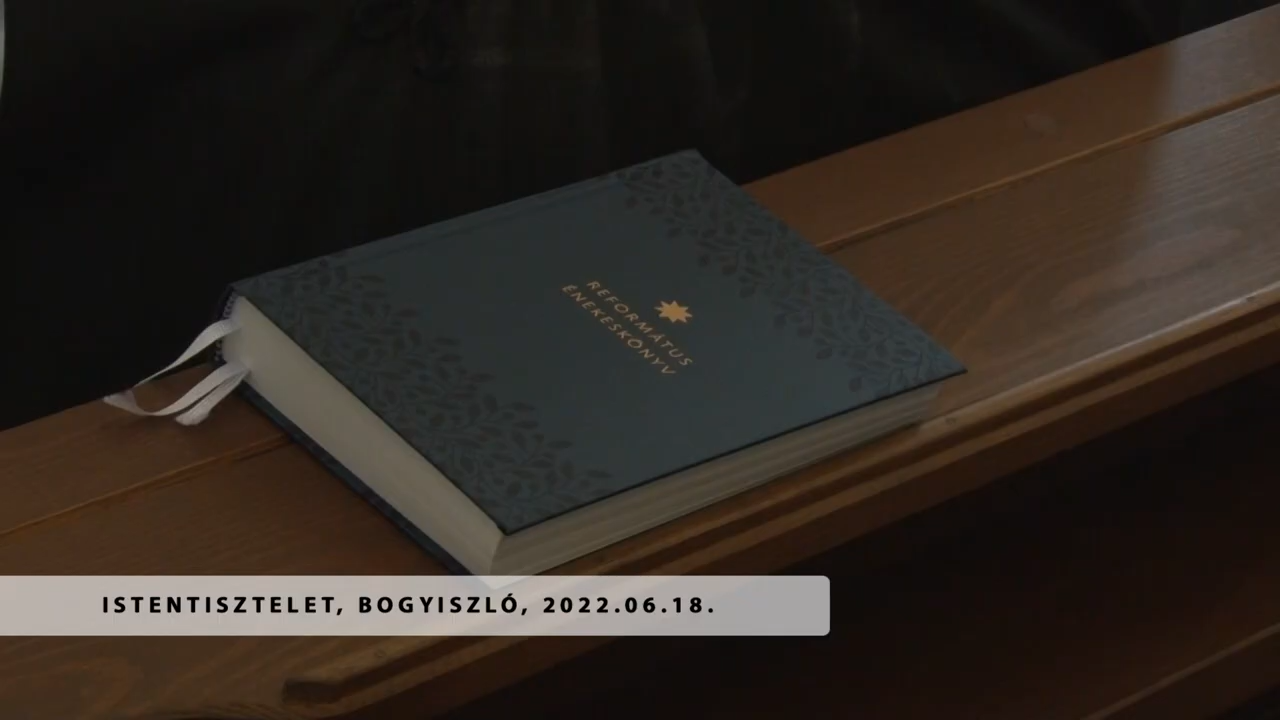 REFORMÁTUS
ÉNEKESKÖNYV
ISTENTISZTELET, BOGYISZLÓ, 2022.06.18.